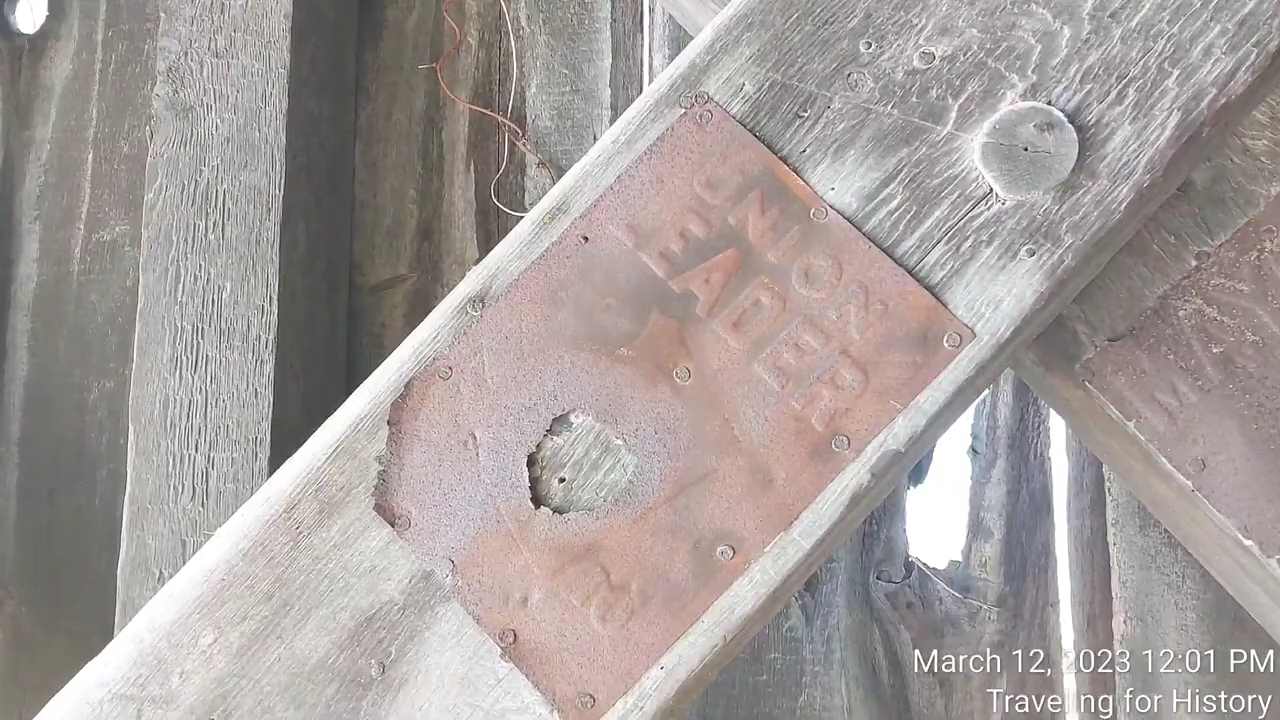 UNION
LEADER
March 12, 2023 12:01 PM
Traveling for History